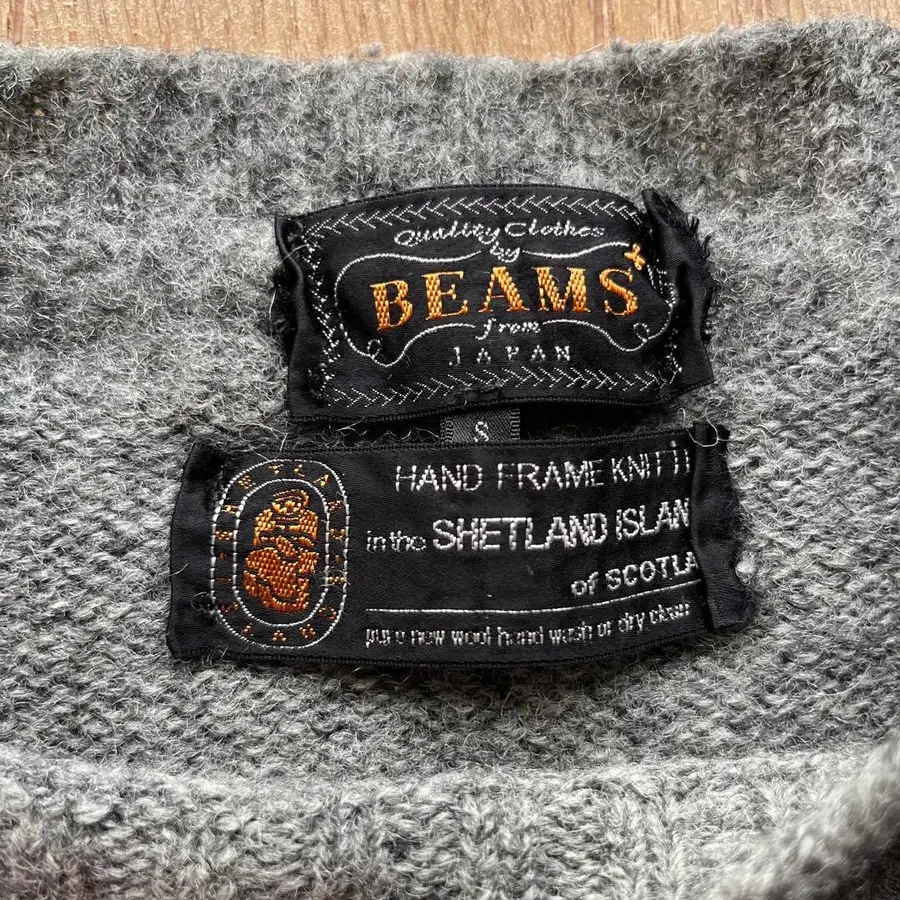 Quality Clothes
by
BEAMS+
from
JAPAN
S
HAND FRAME KNITTI
in the SHETLAND ISLAN
of SCOTLA
pure new wool hand wash or dry clean